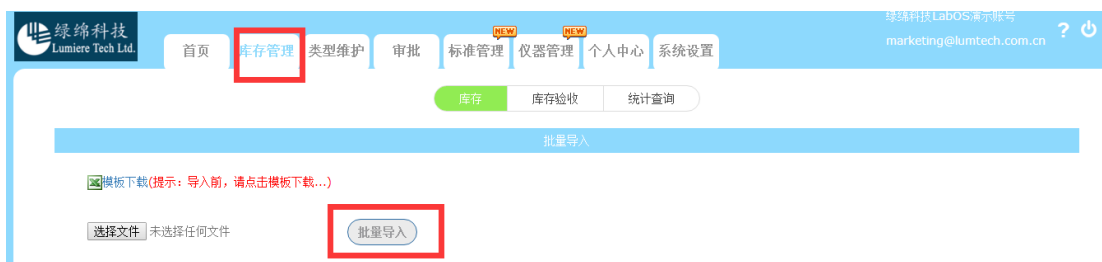 绿绵科技
Lumiere Tech Ltd.
绿绵科技LabOS演示账号
marketing@lumtech.com.cn
?
首页 库存管理 类型维护 审批 标准管理 NEW 仪器管理 NEW 个人中心 系统设置
库存 库存验收 统计查询
批量导入
模板下载(提示：导入前，请点击模板下载...)
选择文件 未选择任何文件 批量导入